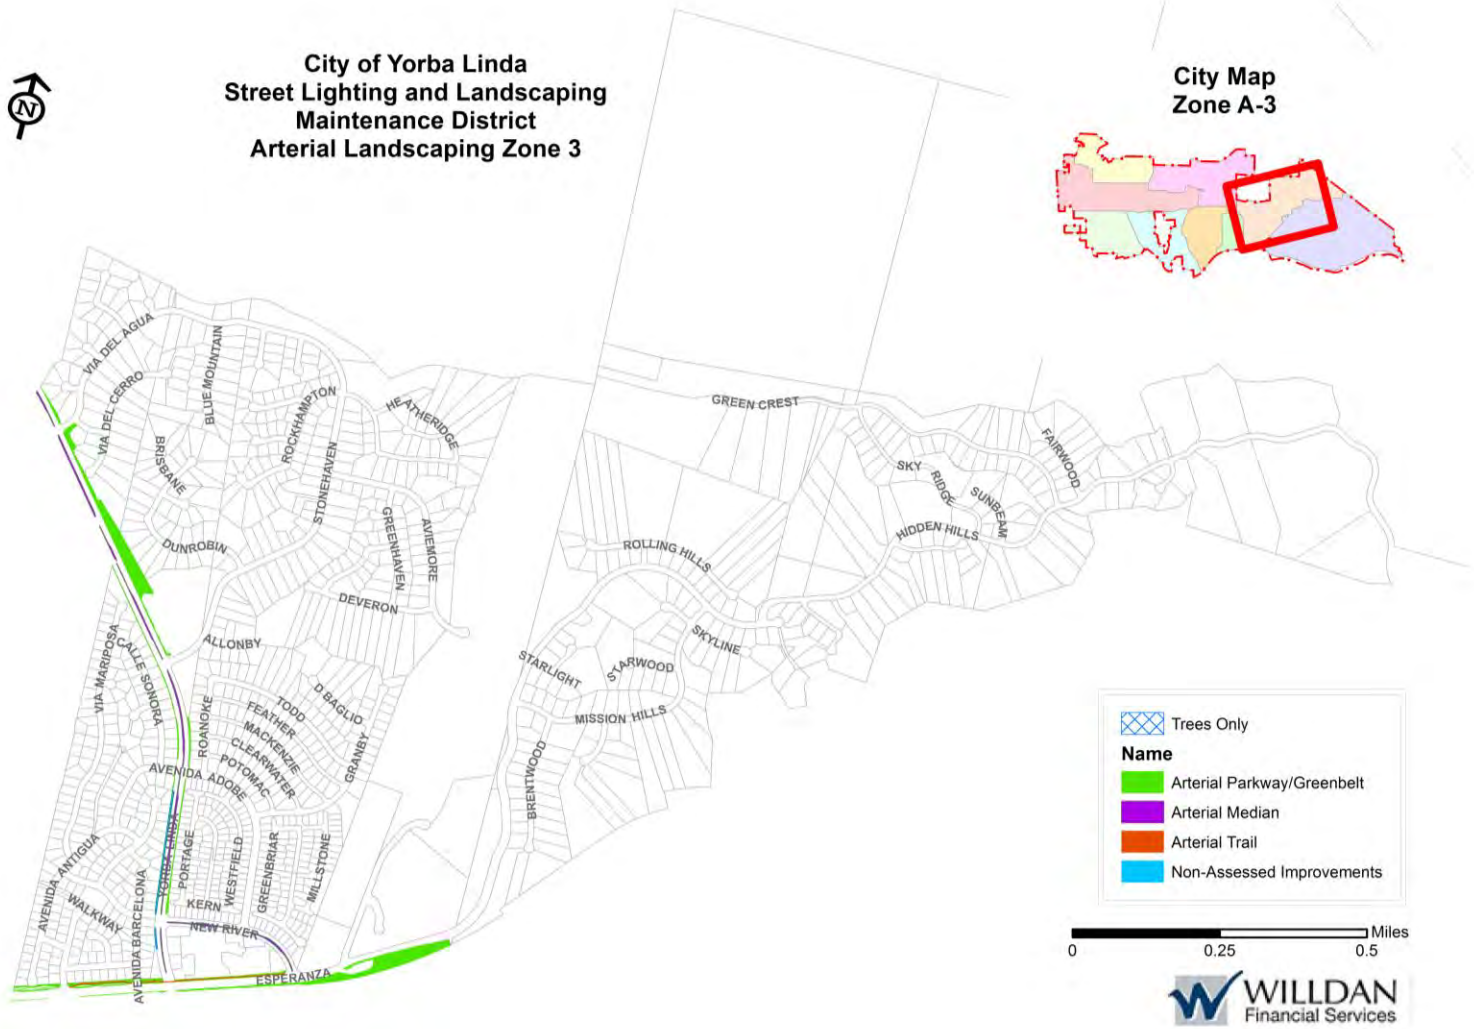 City of Yorba Linda
Street Lighting and Landscaping
Maintenance District
Arterial Landscaping Zone 3
N
City Map
Zone A-3
VIA DEL AGUA
BLUE MOUNTAIN
VIA DEL CERRO
ROCKHAMPTON
HEATHERIDGE
GREEN CREST
BRISBANE
STONEHAVEN
FAIRWOOD
SKY RIDGE
SUNBEAM
GREENHAVEN
AVIEMORE
HIDDEN HILLS
DUNROBIN
ROLLING HILLS
DEVERON
VIA MARIPOSA
CALLE SONORA
ALLONBY
SKYLINE
STARLIGHT
STARWOOD
D BAGLIO
TODD
FEATHER
MACKENZIE
CLEARWATER
POTOMAC
ROANOKE
GRANBY
MISSION HILLS
AVENIDA ADOBE
BRENTWOOD
YORBA LINDA
PORTAGE
WESTFIELD
GREENBRIAR
MILLSTONE
AVENIDA ANTIGUA
WALKWAY
AVENIDA BARCELONA
KERN
NEW RIVER
ESPERANZA
Trees Only
Name
Arterial Parkway/Greenbelt
Arterial Median
Arterial Trail
Non-Assessed Improvements
Miles
0 0.25 0.5
WILLDAN
Financial Services